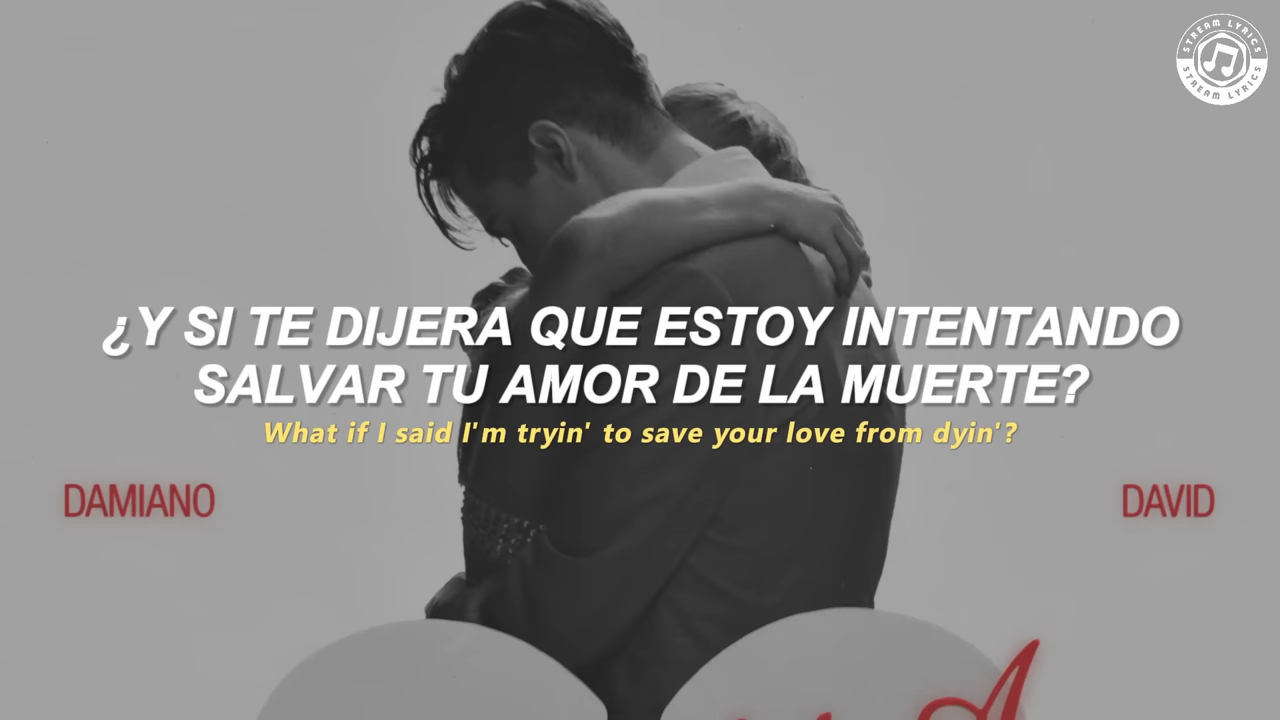 STREAM LYRICS
STREAM LYRICS
¿Y SI TE DIJERA QUE ESTOY INTENTANDO
SALVAR TU AMOR DE LA MUERTE?
What if I said I'm tryin' to save your love from dyin'?
DAMIANO
DAVID